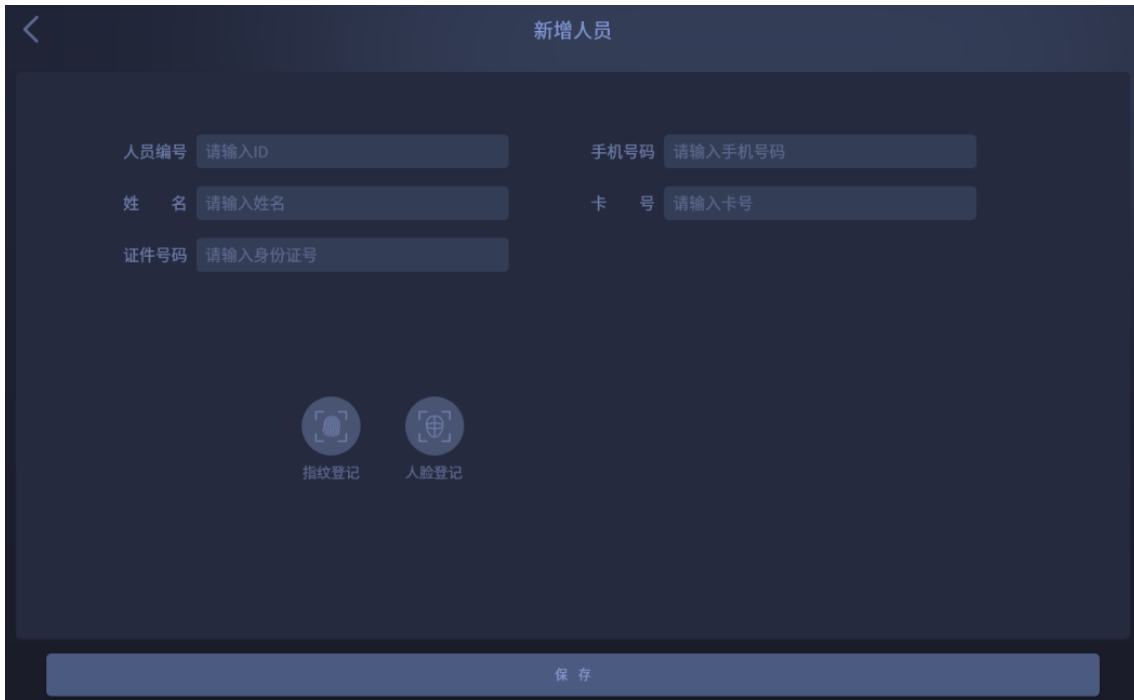 新增人员
人员编号 请输入ID 手机号码 请输入手机号码
姓 名 请输入姓名 卡 号 请输入卡号
证件号码 请输入身份证号
指纹登记 人脸登记
保 存